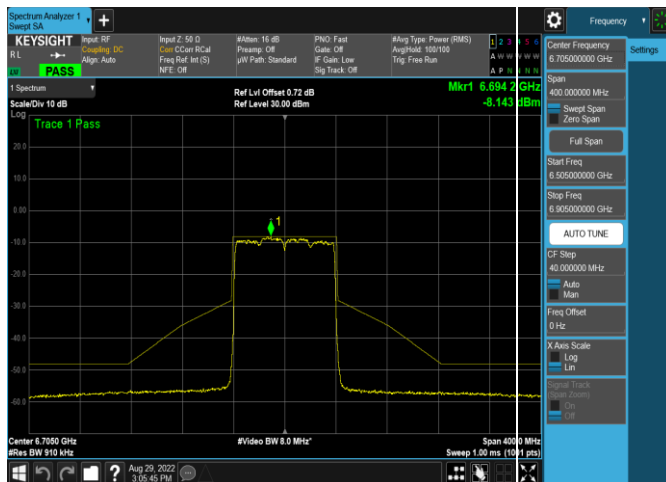 Spectrum Analyzer 1
Swept SA
+
Frequency
KEYSIGHT
R L
PASS
Input: RF
Coupling: DC
Align: Auto
Input Z: 50 Ω
Corr CCorr RCal
Freq Ref: Int (S)
NFE: Off
#Atten: 16 dB
Preamp: Off
µW Path: Standard
PNO: Fast
Gate: Off
IF Gain: Low
Sig Track: Off
#Avg Type: Power (RMS)
Avg|Hold: 100/100
Trig: Free Run
1 2 3 4 5 6
A W W W W W
A P N N N N
1 Spectrum
Scale/Div 10 dB
Log
Ref Lvl Offset 0.72 dB
Ref Level 30.00 dBm
Mkr1 6.694 2 GHz
-8.143 dBm
Trace 1 Pass
1
20.0
10.0
0.00
-10.0
-20.0
-30.0
-40.0
-50.0
-60.0
Center 6.7050 GHz
#Res BW 910 kHz
#Video BW 8.0 MHz*
Span 400.0 MHz
Sweep 1.00 ms (1001 pts)
Aug 29, 2022
3:05:45 PM
?
Center Frequency
6.705000000 GHz
Span
400.000000 MHz
Swept Span
Zero Span
Full Span
Start Freq
6.505000000 GHz
Stop Freq
6.905000000 GHz
AUTO TUNE
CF Step
40.000000 MHz
Auto
Man
Freq Offset
0 Hz
X Axis Scale
Log
Lin
Signal Track
(Span Zoom)
On
Off
Settings